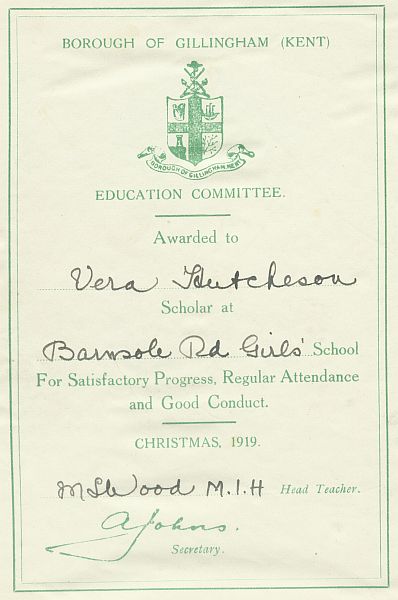 BOROUGH OF GILLINGHAM (KENT)
BOROUGH OF GILLINGHAM, KENT
EDUCATION COMMITTEE.
Awarded to
Vera Hutcheson
Scholar at
Barnsole Rd Girls' School
For Satisfactory Progress, Regular Attendance
and Good Conduct.
CHRISTMAS, 1919.
M S Wood M.I.H Head Teacher.
A Johns.
Secretary.